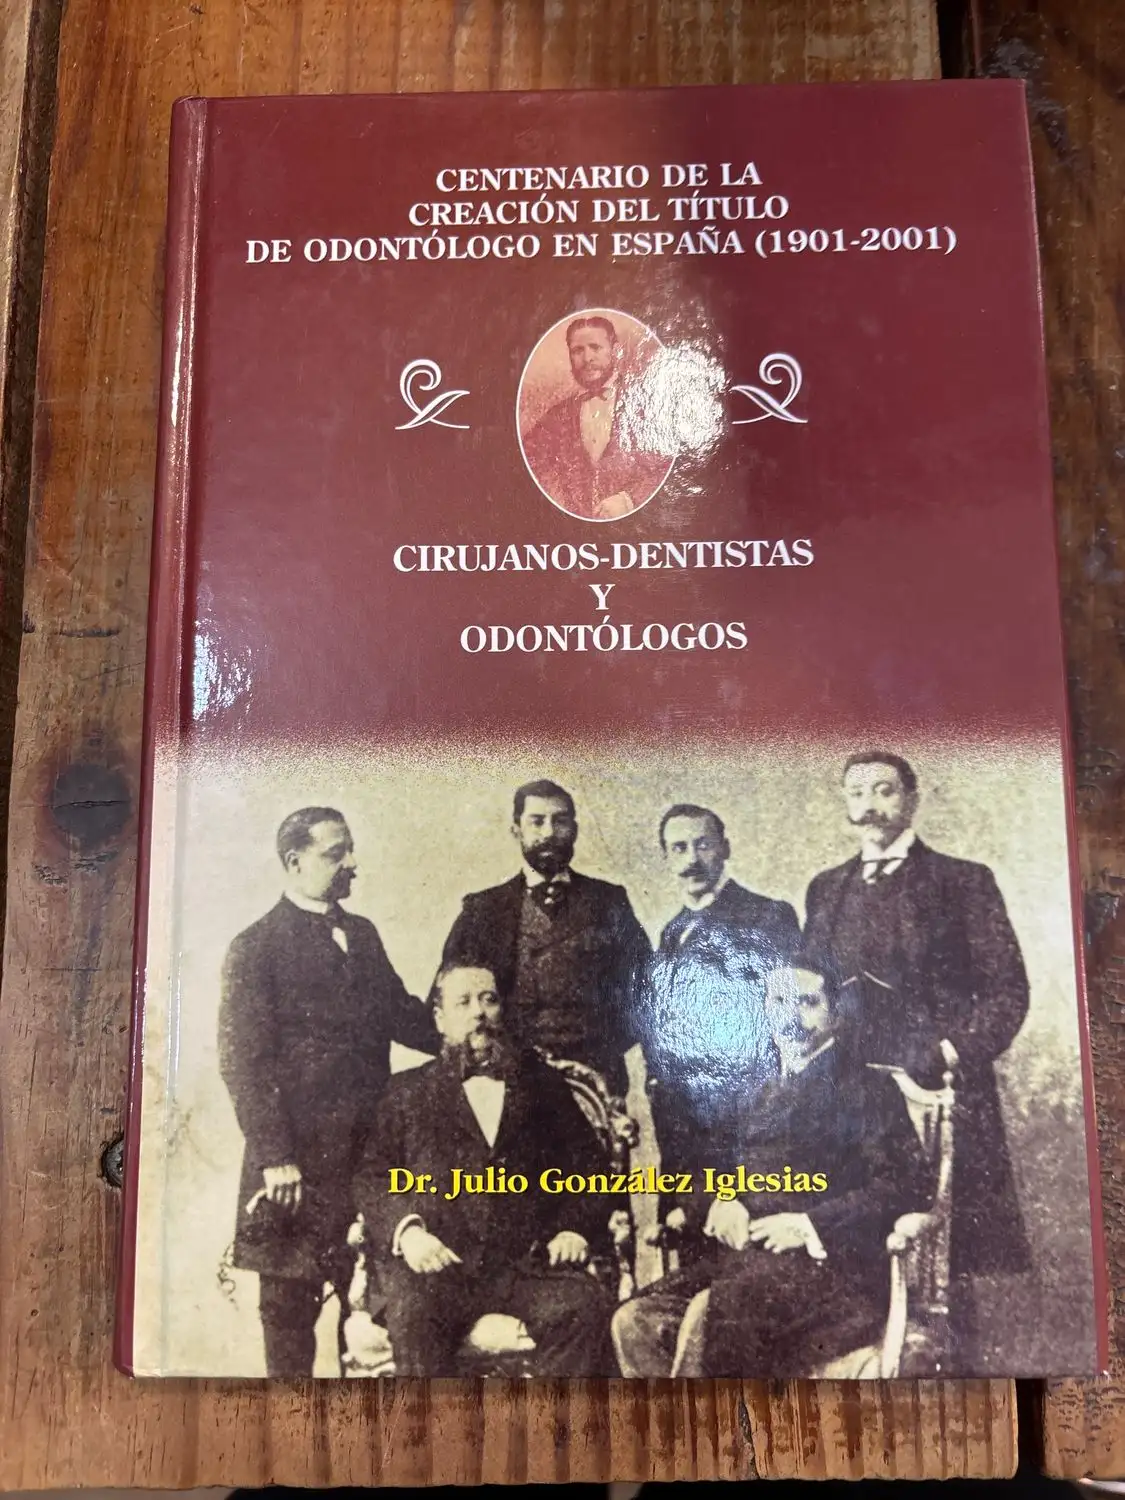 CENTENARIO DE LA
CREACIÓN DEL TÍTULO
DE ODONTÓLOGO EN ESPAÑA (1901-2001)
CIRUJANOS-DENTISTAS
Y
ODONTÓLOGOS
Dr. Julio González Iglesias